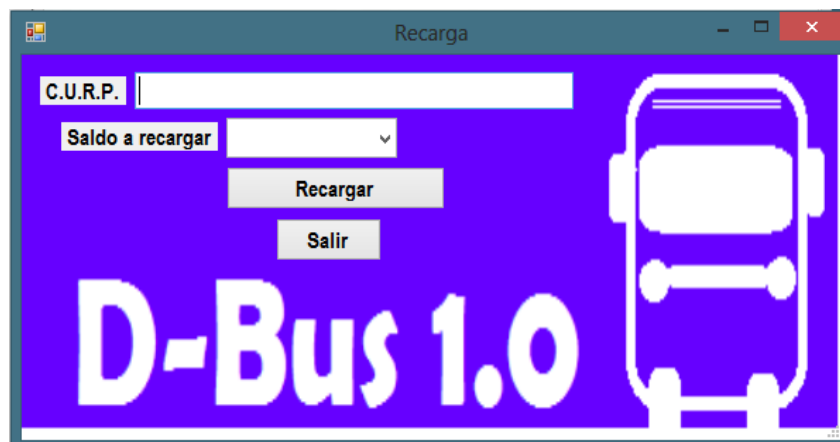 Recarga
C.U.R.P.
Saldo a recargar
Recargar
Salir
D-Bus 1.0